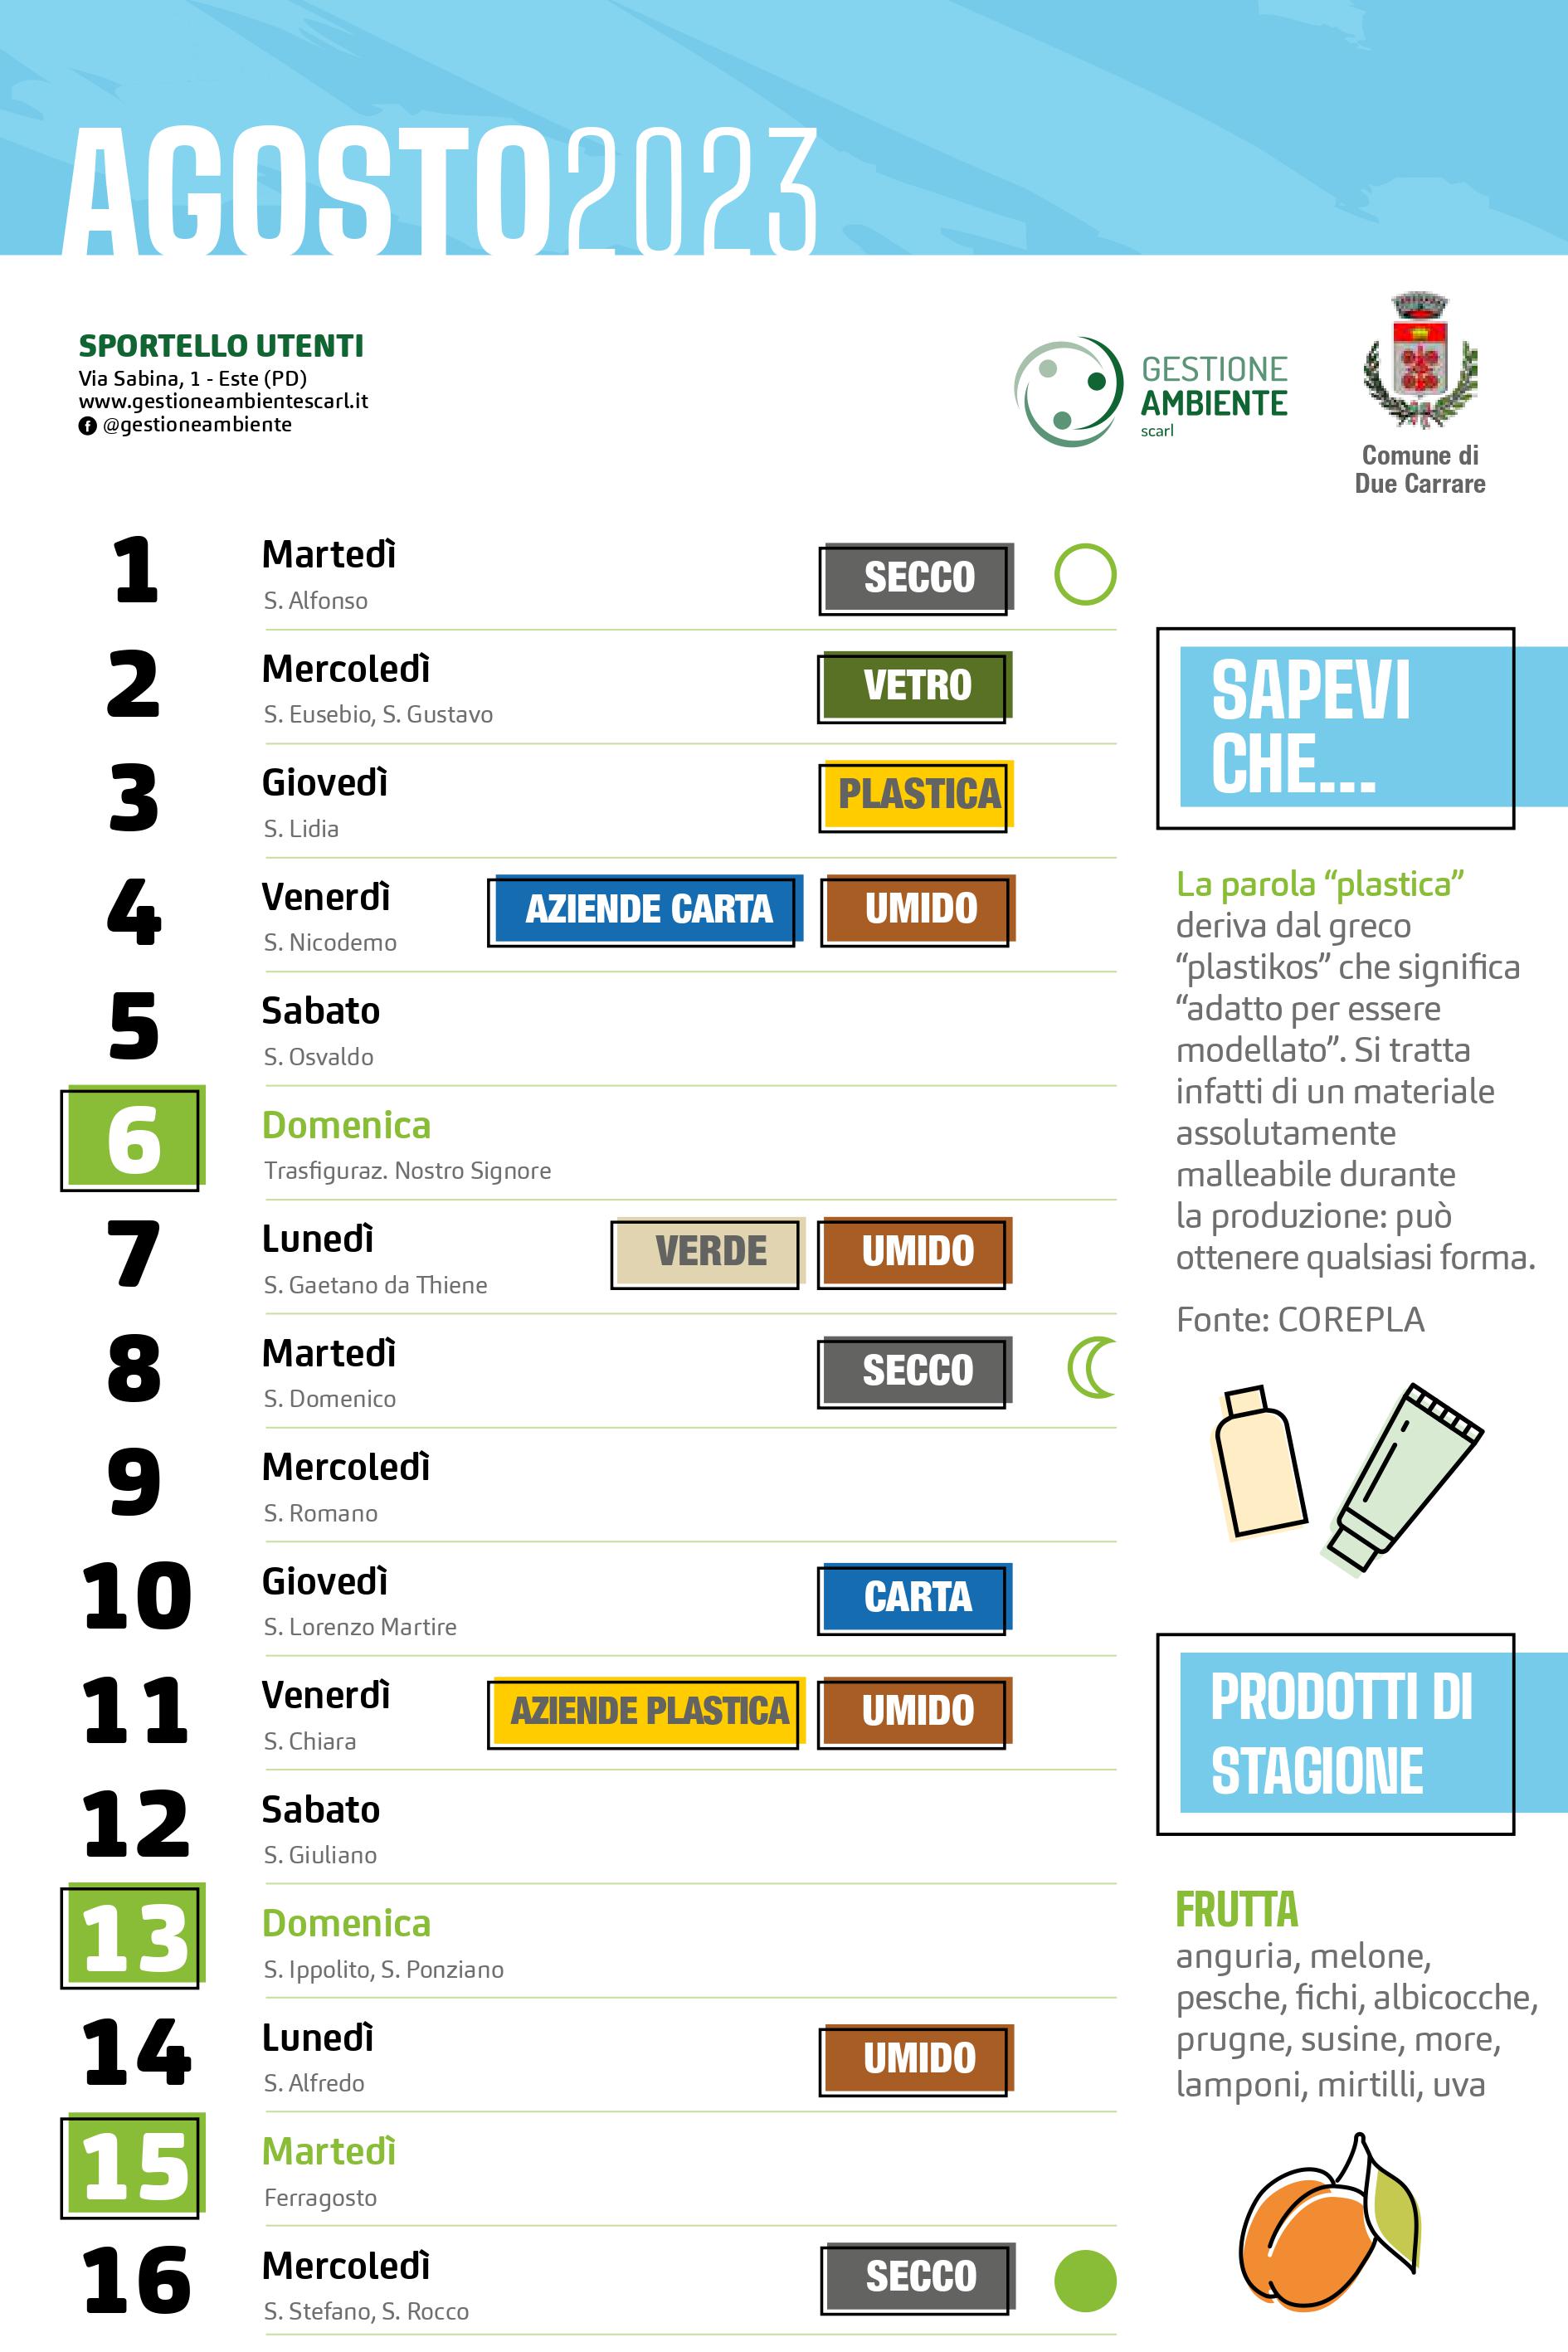 AGOSTO2023
SPORTELLO UTENTI
Via Sabina, 1 - Este (PD)
www.gestioneambientescarl.it
@gestioneambiente
GESTIONE
AMBIENTE
scarl
Comune di
Due Carrare
1 Martedì SECCO
S. Alfonso
2 Mercoledì VETRO
S. Eusebio, S. Gustavo
3 Giovedì PLASTICA
S. Lidia
4 Venerdì AZIENDE CARTA UMIDO
S. Nicodemo
5 Sabato
S. Osvaldo
6 Domenica
Trasfiguraz. Nostro Signore
7 Lunedì VERDE UMIDO
S. Gaetano da Thiene
8 Martedì SECCO
S. Domenico
9 Mercoledì
S. Romano
10 Giovedì CARTA
S. Lorenzo Martire
11 Venerdì AZIENDE PLASTICA UMIDO
S. Chiara
12 Sabato
S. Giuliano
13 Domenica
S. Ippolito, S. Ponziano
14 Lunedì UMIDO
S. Alfredo
15 Martedì
Ferragosto
16 Mercoledì SECCO
S. Stefano, S. Rocco
SAPEVI
CHE...
La parola “plastica”
deriva dal greco
“plastikos” che significa
“adatto per essere
modellato”. Si tratta
infatti di un materiale
assolutamente
malleabile durante
la produzione: può
ottenere qualsiasi forma.
Fonte: COREPLA
PRODOTTI DI
STAGIONE
FRUTTA
anguria, melone,
pesche, fichi, albicocche,
prugne, susine, more,
lamponi, mirtilli, uva